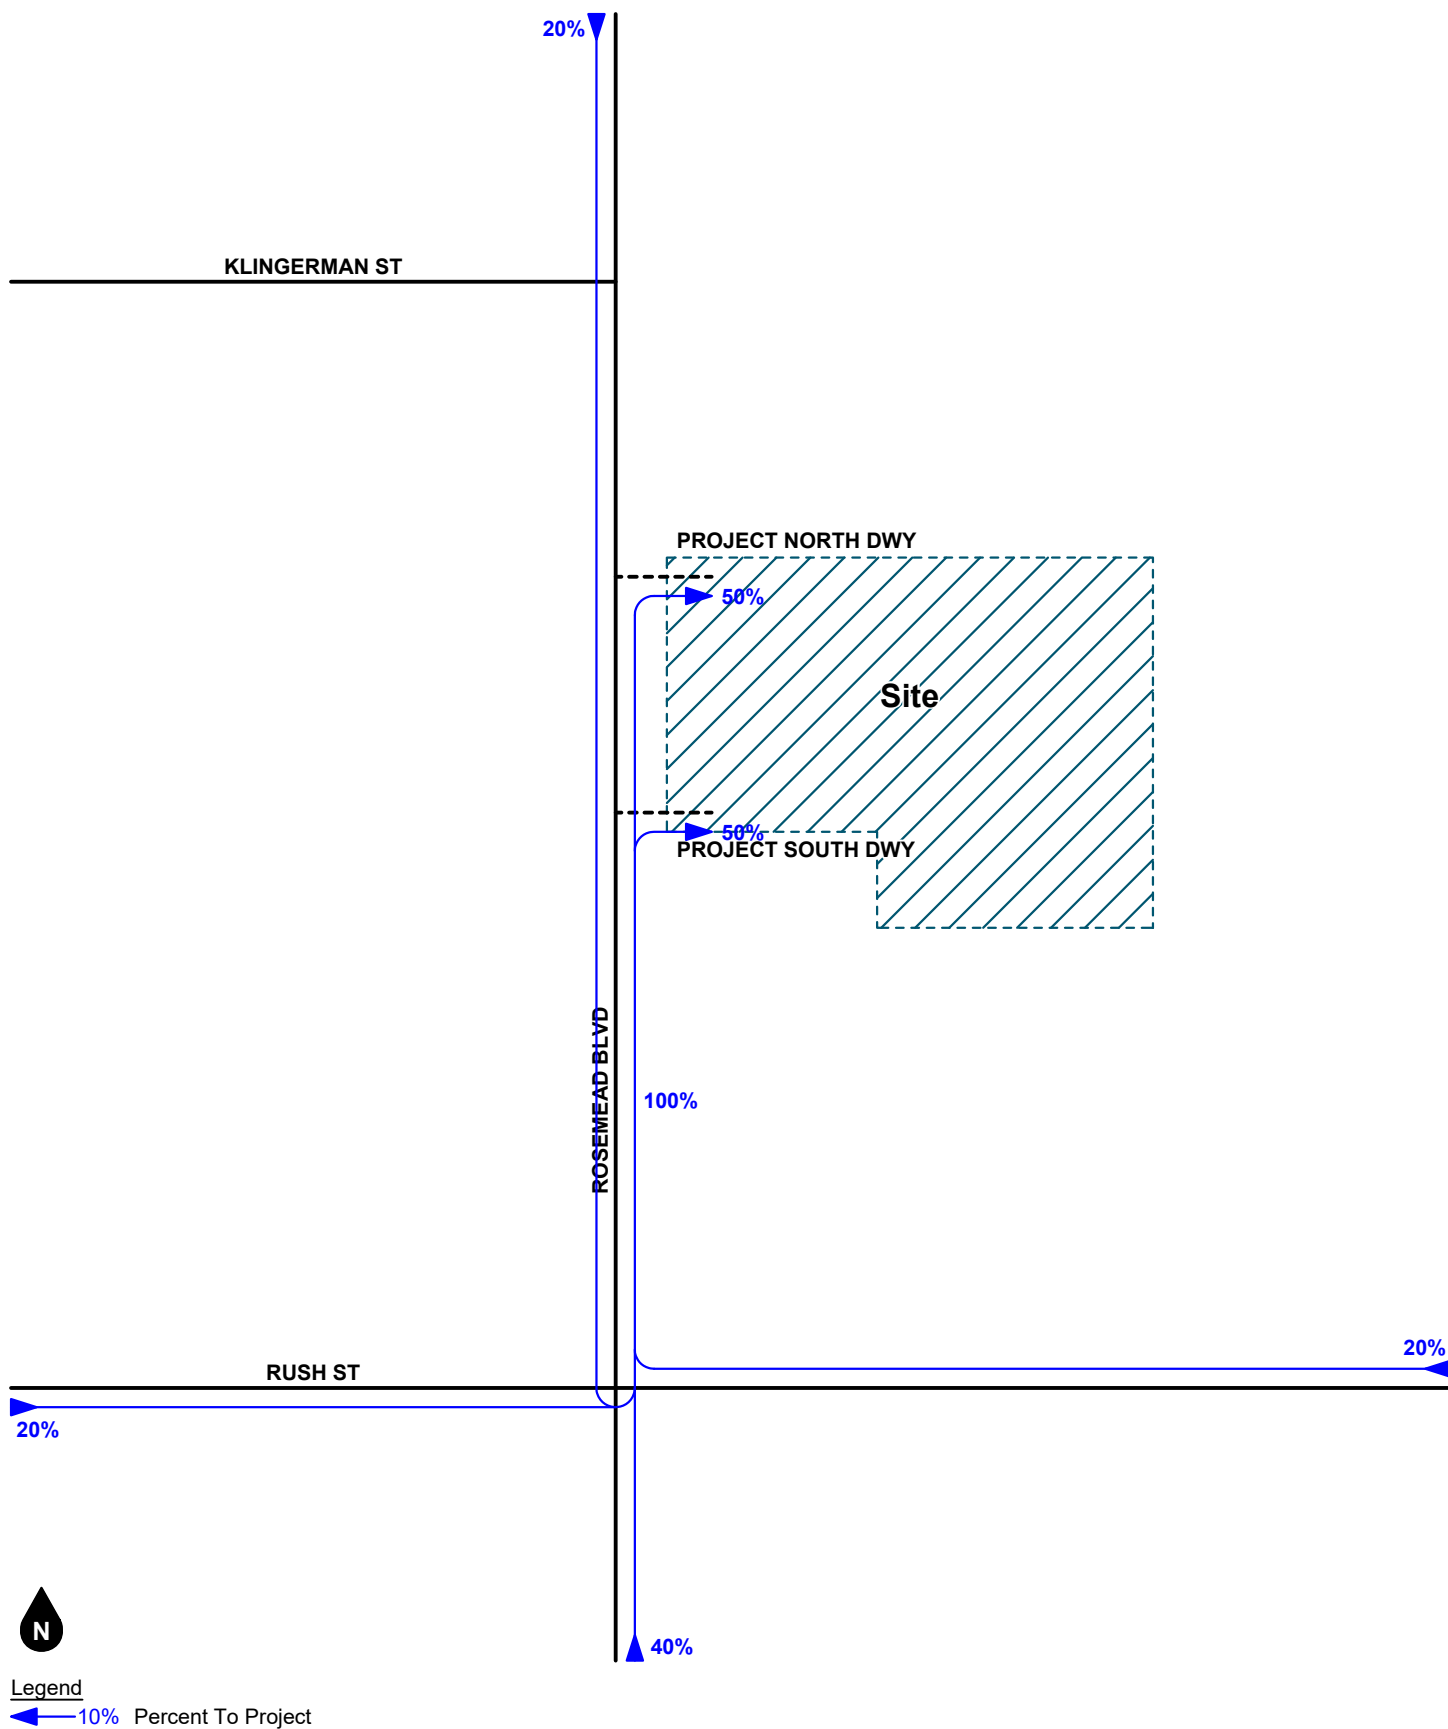 20%
KLINGERMAN ST
PROJECT NORTH DWY
50%
Site
50%
PROJECT SOUTH DWY
ROSEMEAD BLVD
100%
20%
RUSH ST
20%
N
40%
Legend
10% Percent To Project